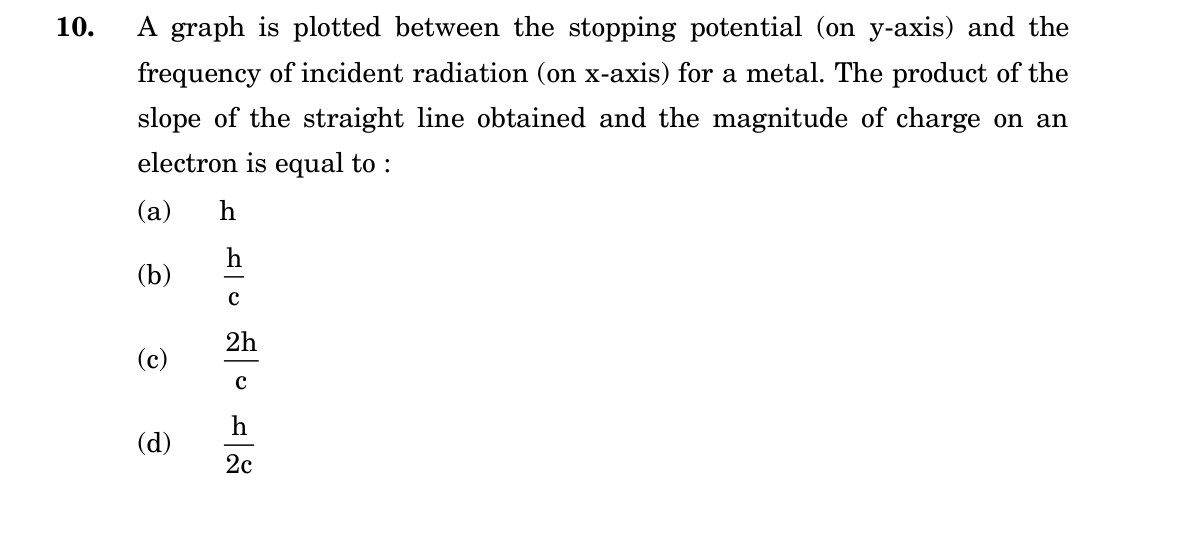 10. A graph is plotted between the stopping potential (on y-axis) and the
frequency of incident radiation (on x-axis) for a metal. The product of the
slope of the straight line obtained and the magnitude of charge on an
electron is equal to :
(a) h
(b) h/c
(c) 2h/c
(d) h/2c